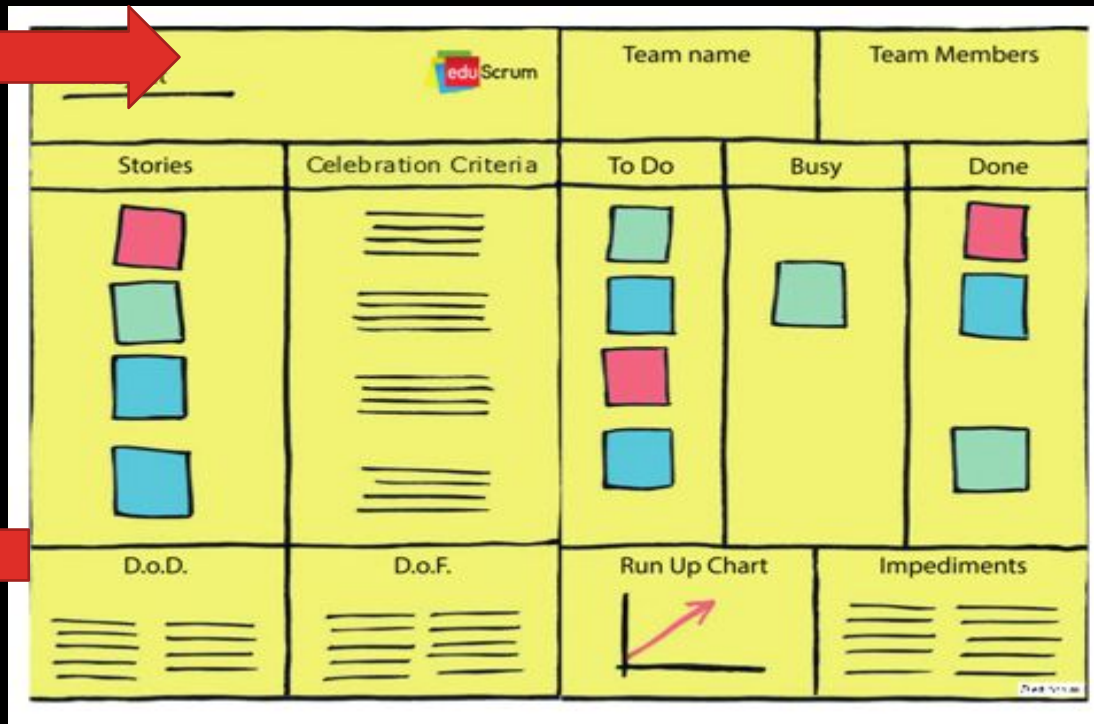 eduScrum
Team name
Team Members
Stories
Celebration Criteria
To Do
Busy
Done
D.o.D.
D.o.F.
Run Up Chart
Impediments